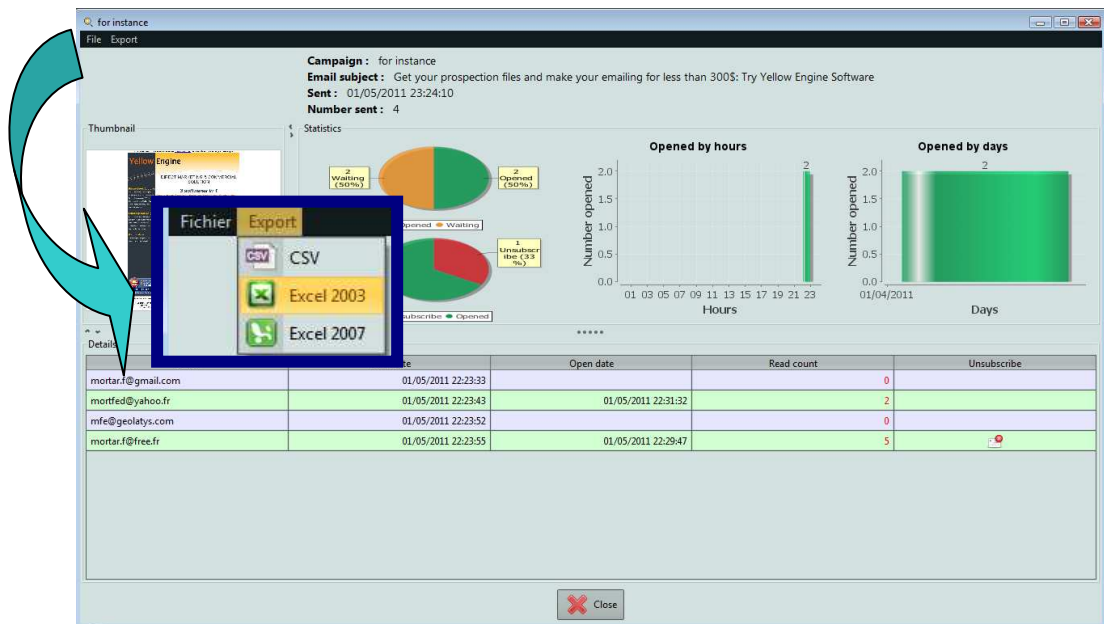 for instance
File Export
Campaign : for instance
Email subject : Get your prospection files and make your emailing for less than 300$: Try Yellow Engine Software
Sent : 01/05/2011 23:24:10
Number sent : 4
Thumbnail
Statistics
Yellow Engine
2
Waiting
(50%)
2
Opened
(50%)
pened Waiting
1
Unsubscr
ibe (33
%)
subscribe Opened
Opened by hours
2
2.0
1.5
1.0
0.5
0.0
Number opened
01 03 05 07 09 11 13 15 17 19 21 23
Hours
Opened by days
2
2.0
1.5
1.0
0.5
0.0
Number opened
01/04/2011
Days
Fichier Export
CSV CSV
Excel 2003
Excel 2007
Details
te Open date Read count Unsubscribe
mortar.f@gmail.com 01/05/2011 22:23:33 0
mortfed@yahoo.fr 01/05/2011 22:23:43 01/05/2011 22:31:32 2
mfe@geolatys.com 01/05/2011 22:23:52 0
mortar.f@free.fr 01/05/2011 22:23:55 01/05/2011 22:29:47 5
Close